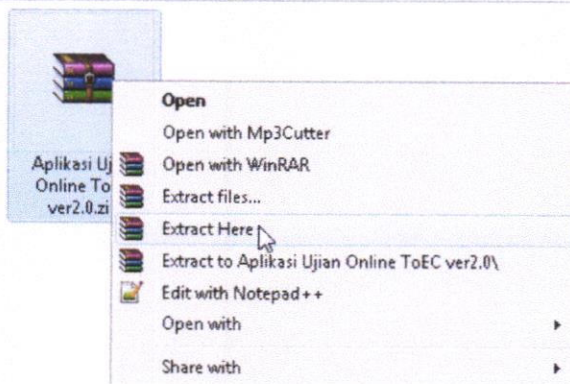 Open
Open with Mp3Cutter
Aplikasi Uj
Online To
ver2.0.zi
Open with WinRAR
Extract files...
Extract Here
Extract to Aplikasi Ujian Online ToEC ver2.0\
Edit with Notepad++
Open with
Share with